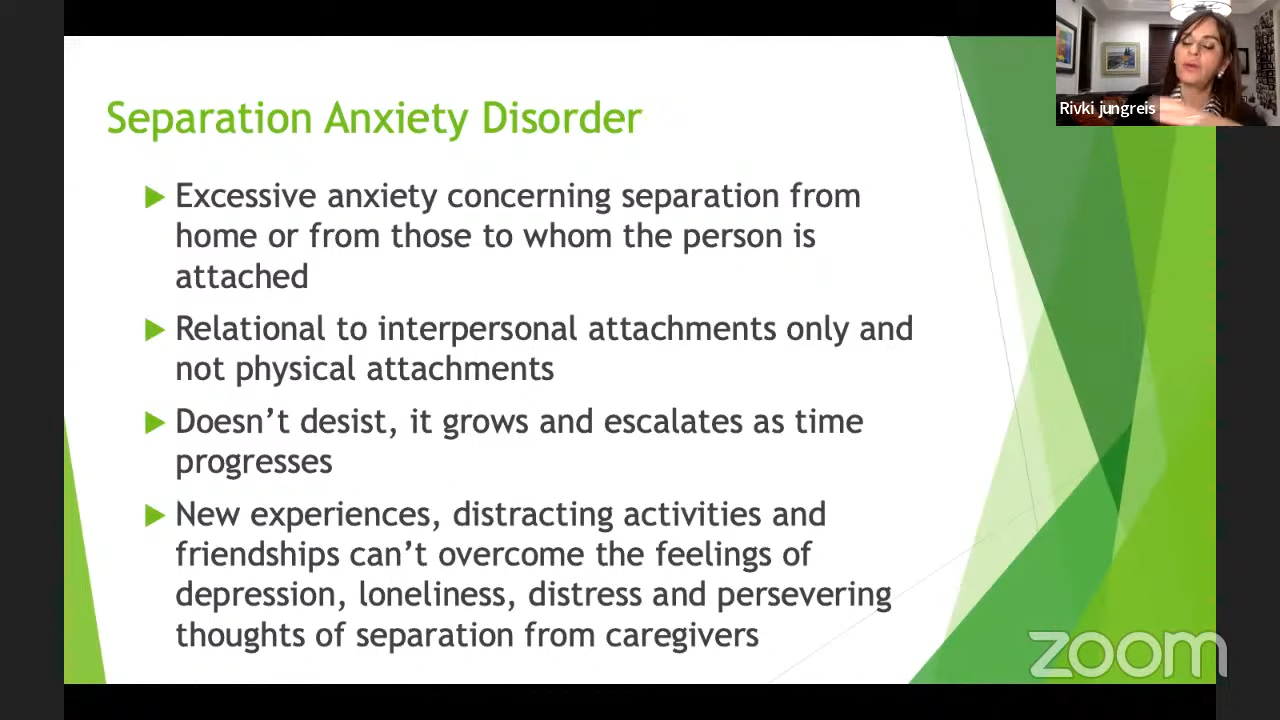 Separation Anxiety Disorder
Excessive anxiety concerning separation from
home or from those to whom the person is
attached
Relational to interpersonal attachments only and
not physical attachments
Doesn’t desist, it grows and escalates as time
progresses
New experiences, distracting activities and
friendships can’t overcome the feelings of
depression, loneliness, distress and persevering
thoughts of separation from caregivers
Rivki jungreis
zoom